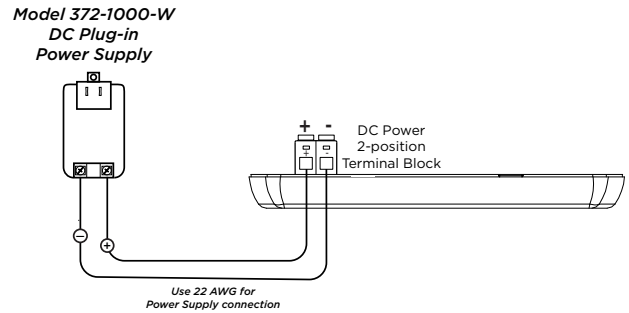 Model 372-1000-W
DC Plug-in
Power Supply
+ -
DC Power
2-position
Terminal Block
+ -
- +
Use 22 AWG for
Power Supply connection